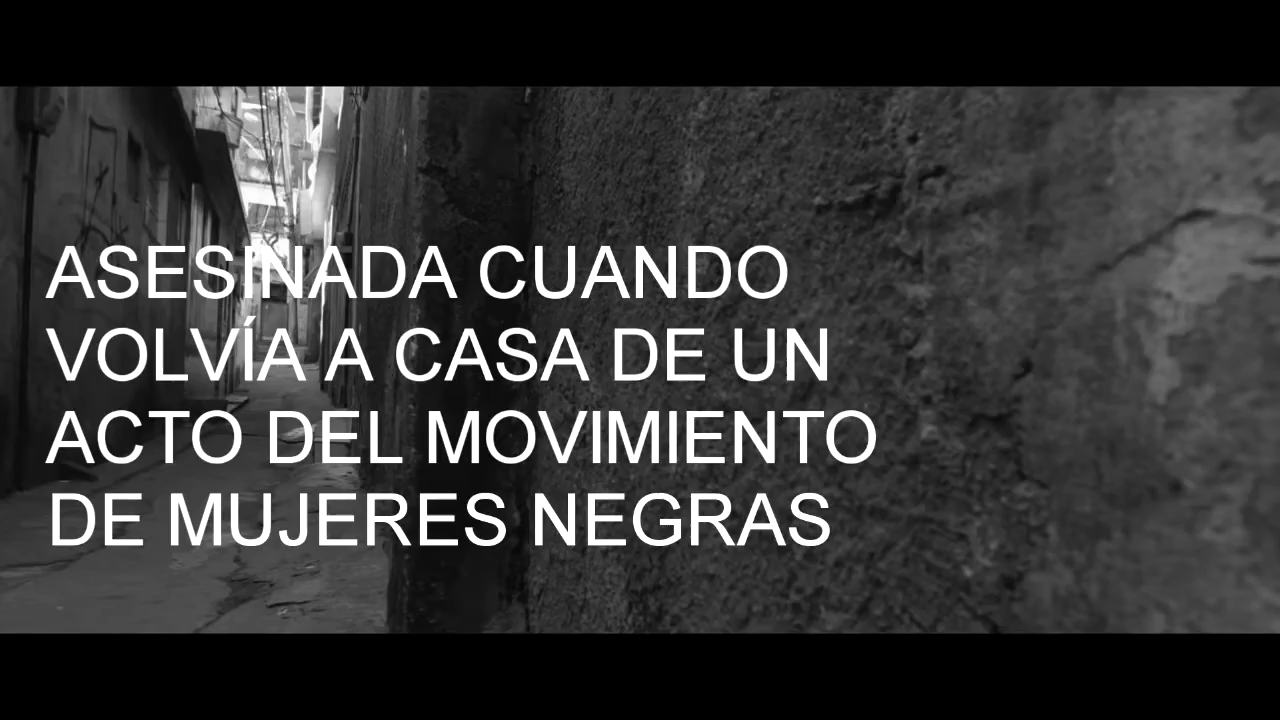 ASESINADA CUANDO
VOLVÍA A CASA DE UN
ACTO DEL MOVIMIENTO
DE MUJERES NEGRAS